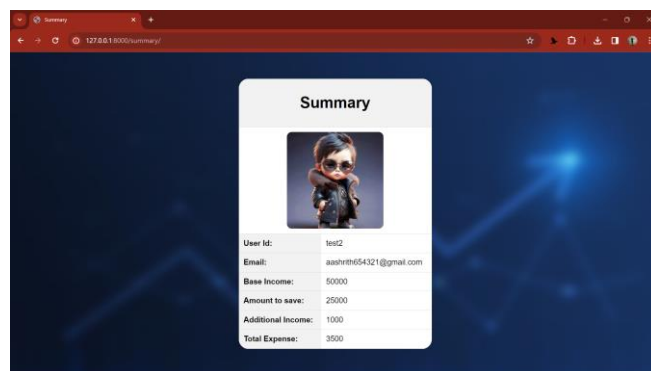 Summary
127.0.0.1:8000/summary/
Summary
User Id: test2
Email: aashrith654321@gmail.com
Base Income: 50000
Amount to save: 25000
Additional Income: 1000
Total Expense: 3500